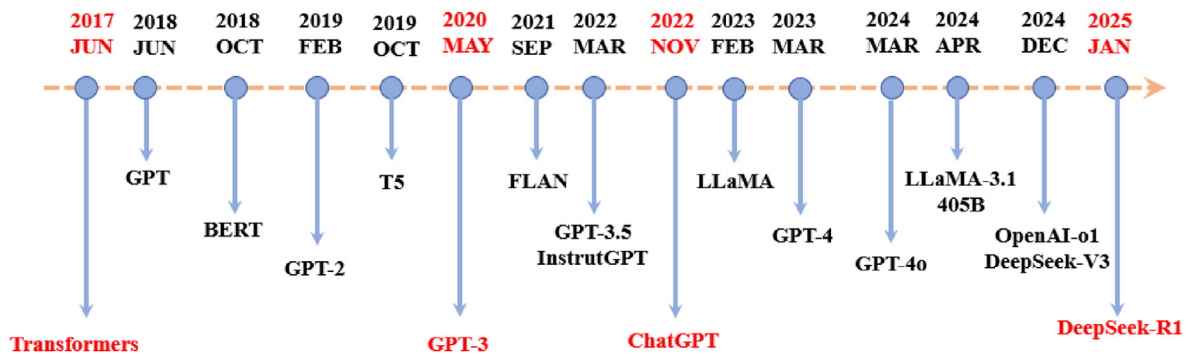 2017 JUN
2018 JUN
2018 OCT
2019 FEB
2019 OCT
2020 MAY
2021 SEP
2022 MAR
2022 NOV
2023 FEB
2023 MAR
2024 MAR
2024 APR
2024 DEC
2025 JAN
Transformers
GPT
BERT
GPT-2
T5
GPT-3
FLAN
GPT-3.5
InstrutGPT
ChatGPT
LLaMA
GPT-4
GPT-4o
LLaMA-3.1
405B
OpenAI-o1
DeepSeek-V3
DeepSeek-R1